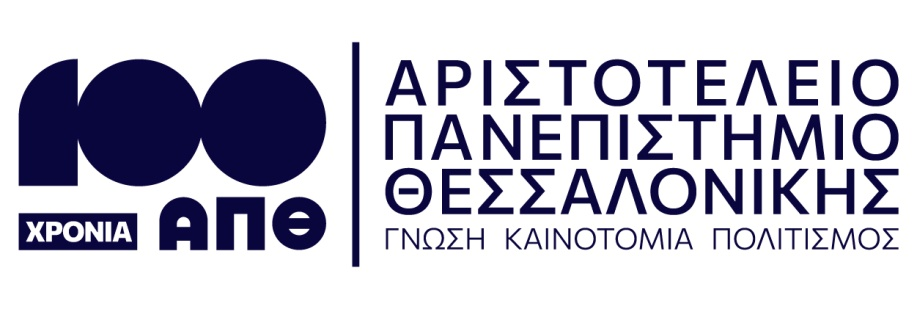 100
ΧΡΟΝΙΑ ΑΠΘ
ΑΡΙΣΤΟΤΕΛΕΙΟ
ΠΑΝΕΠΙΣΤΗΜΙΟ
ΘΕΣΣΑΛΟΝΙΚΗΣ
ΓΝΩΣΗ ΚΑΙΝΟΤΟΜΙΑ ΠΟΛΙΤΙΣΜΟΣ